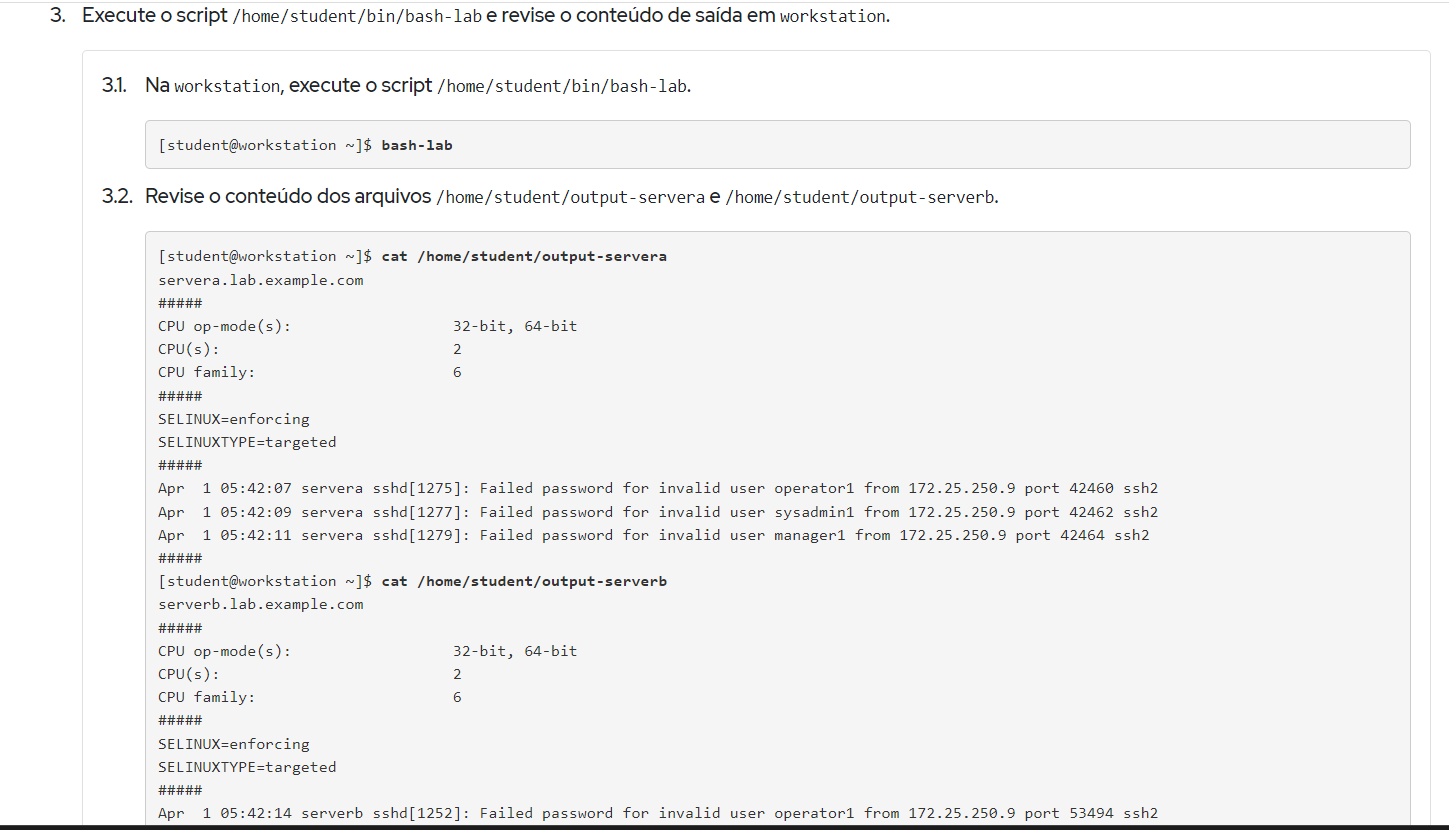 3. Execute o script /home/student/bin/bash-lab e revise o conteúdo de saída em workstation.
3.1. Na workstation, execute o script /home/student/bin/bash-lab.
[student@workstation ~]$ bash-lab
3.2. Revise o conteúdo dos arquivos /home/student/output-servera e /home/student/output-serverb.
[student@workstation ~]$ cat /home/student/output-servera
servera.lab.example.com
#####
CPU op-mode(s):                  32-bit, 64-bit
CPU(s):                          2
CPU family:                      6
#####
SELINUX=enforcing
SELINUXTYPE=targeted
#####
Apr  1 05:42:07 servera sshd[1275]: Failed password for invalid user operator1 from 172.25.250.9 port 42460 ssh2
Apr  1 05:42:09 servera sshd[1277]: Failed password for invalid user sysadmin1 from 172.25.250.9 port 42462 ssh2
Apr  1 05:42:11 servera sshd[1279]: Failed password for invalid user manager1 from 172.25.250.9 port 42464 ssh2
#####
[student@workstation ~]$ cat /home/student/output-serverb
serverb.lab.example.com
#####
CPU op-mode(s):                  32-bit, 64-bit
CPU(s):                          2
CPU family:                      6
#####
SELINUX=enforcing
SELINUXTYPE=targeted
#####
Apr  1 05:42:14 serverb sshd[1252]: Failed password for invalid user operator1 from 172.25.250.9 port 53494 ssh2